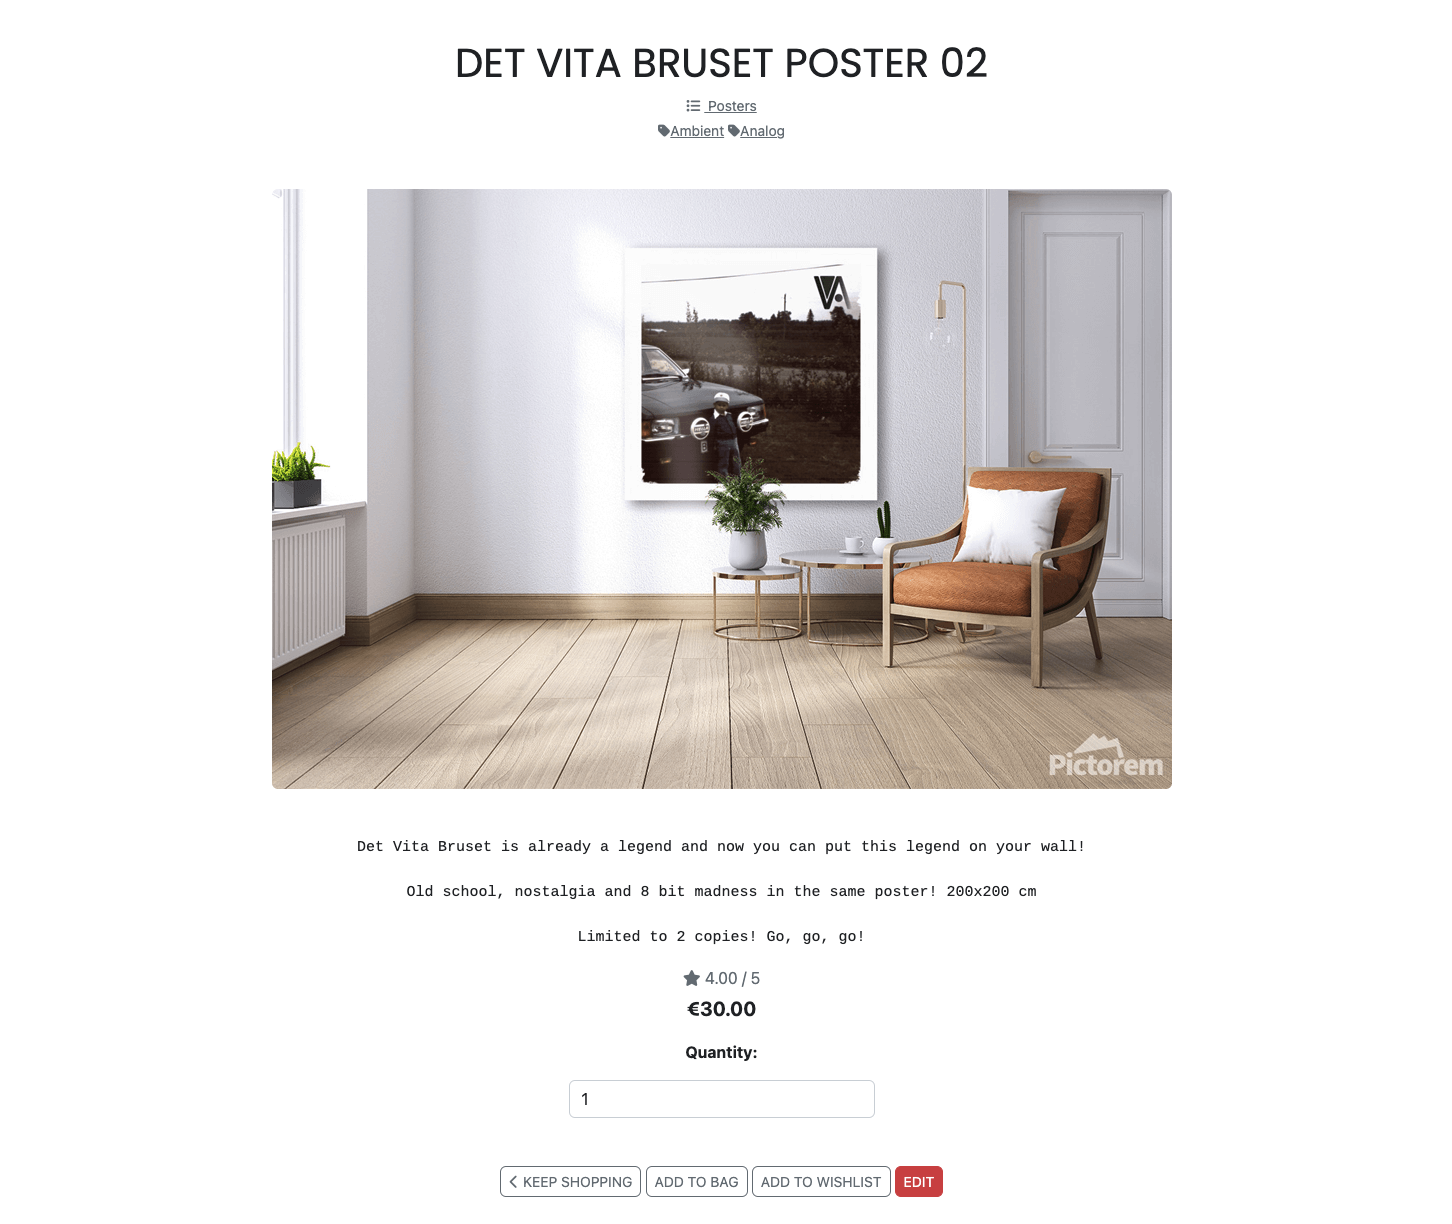 DET VITA BRUSET POSTER 02
Posters
Ambient Analog
VA
Pictorem
Det Vita Bruset is already a legend and now you can put this legend on your wall!
Old school, nostalgia and 8 bit madness in the same poster! 200x200 cm
Limited to 2 copies! Go, go, go!
4.00 / 5
€30.00
Quantity:
1
KEEP SHOPPING ADD TO BAG ADD TO WISHLIST EDIT